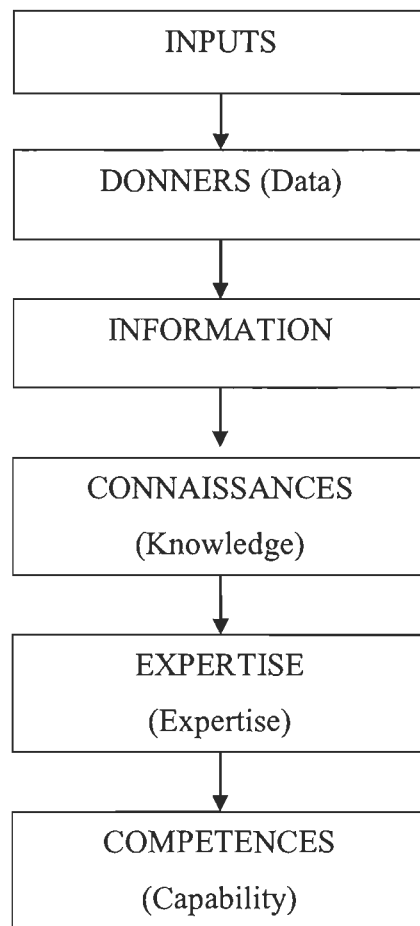 INPUTS
DONNERS (Data)
INFORMATION
CONNAISSANCES
(Knowledge)
EXPERTISE
(Expertise)
COMPETENCES
(Capability)